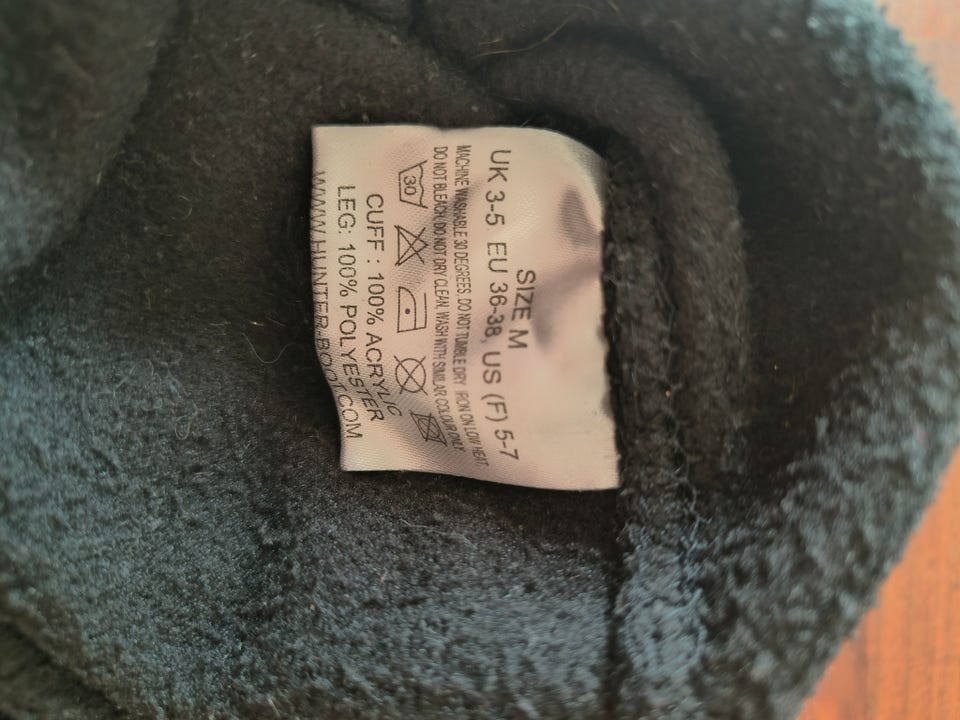 SIZE M
UK 3-5 EU 36-38, US (F) 5-7
MACHINE WASHABLE 30 DEGREES. DO NOT TUMBLE DRY IRON ON LOW HEAT.
DO NOT BLEACH, DO NOT DRY CLEAN, WASH WITH SIMILAR COLOUR ONLY
30
CUFF : 100% ACRYLIC
LEG: 100% POLYESTER
WWW.HUNTER-BOOT.COM